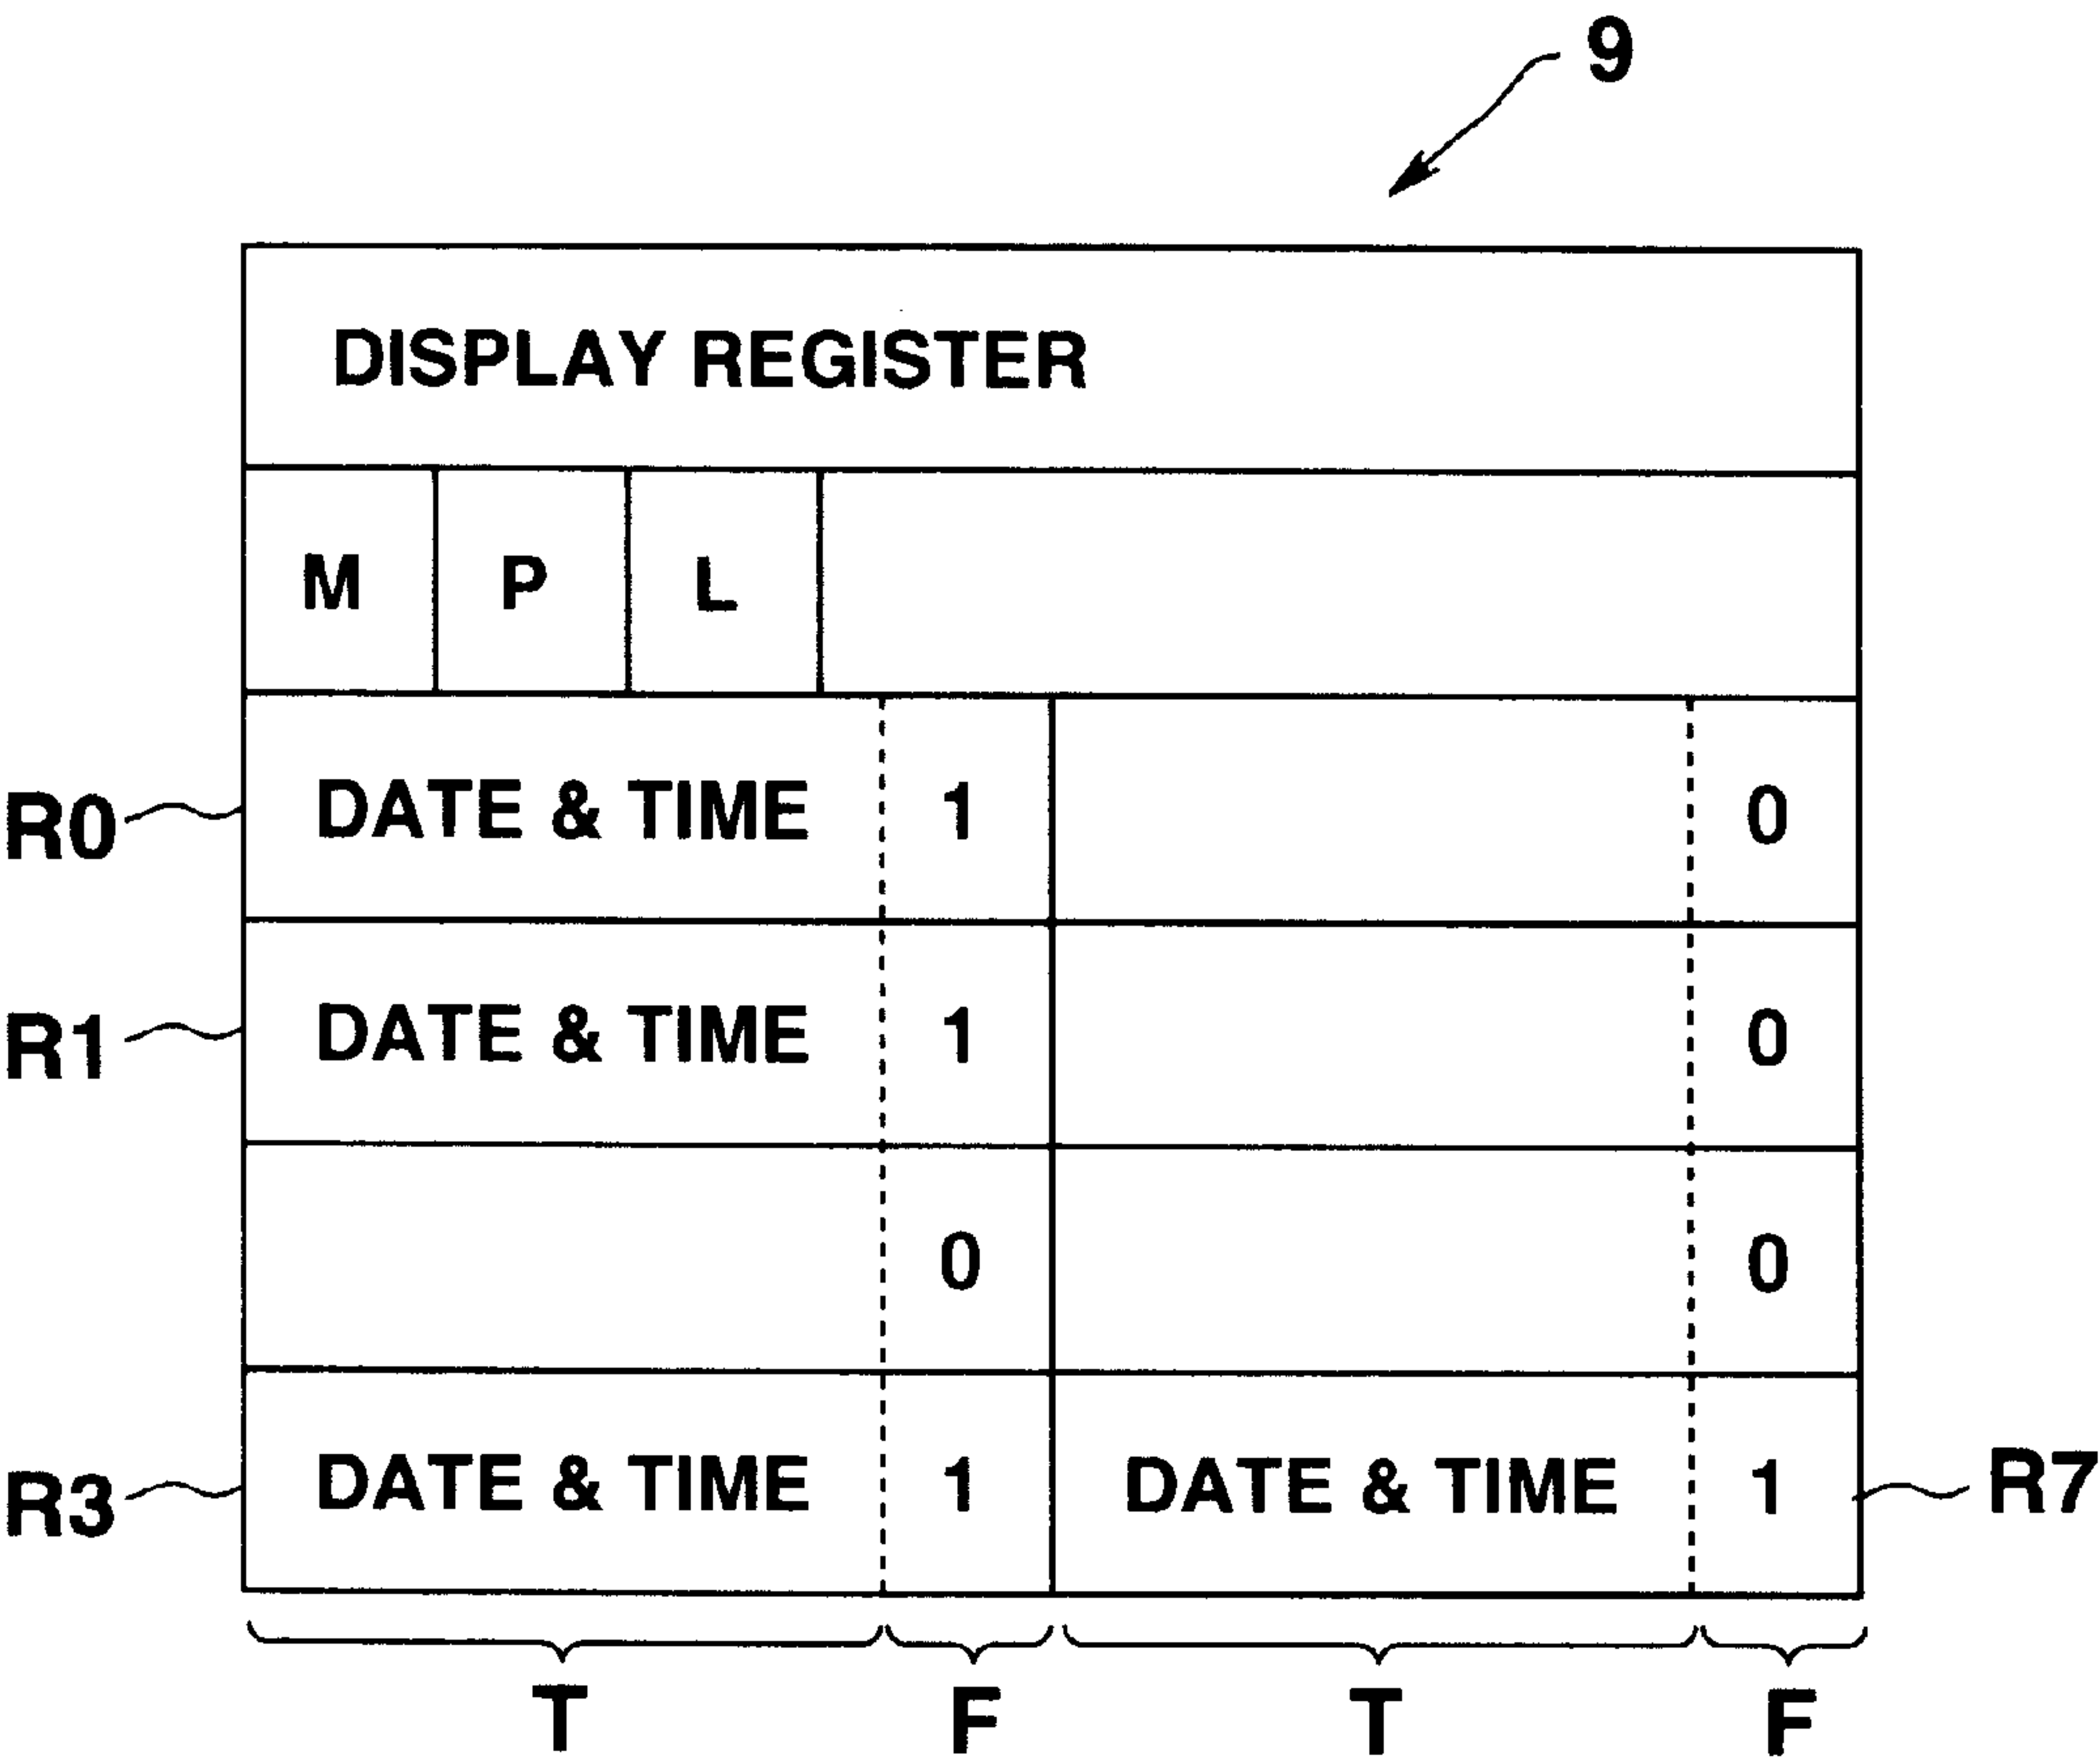 9
DISPLAY REGISTER
M P L
R0 DATE & TIME 1 0
R1 DATE & TIME 1 0
0 0
R3 DATE & TIME 1 DATE & TIME 1 R7
T F T F